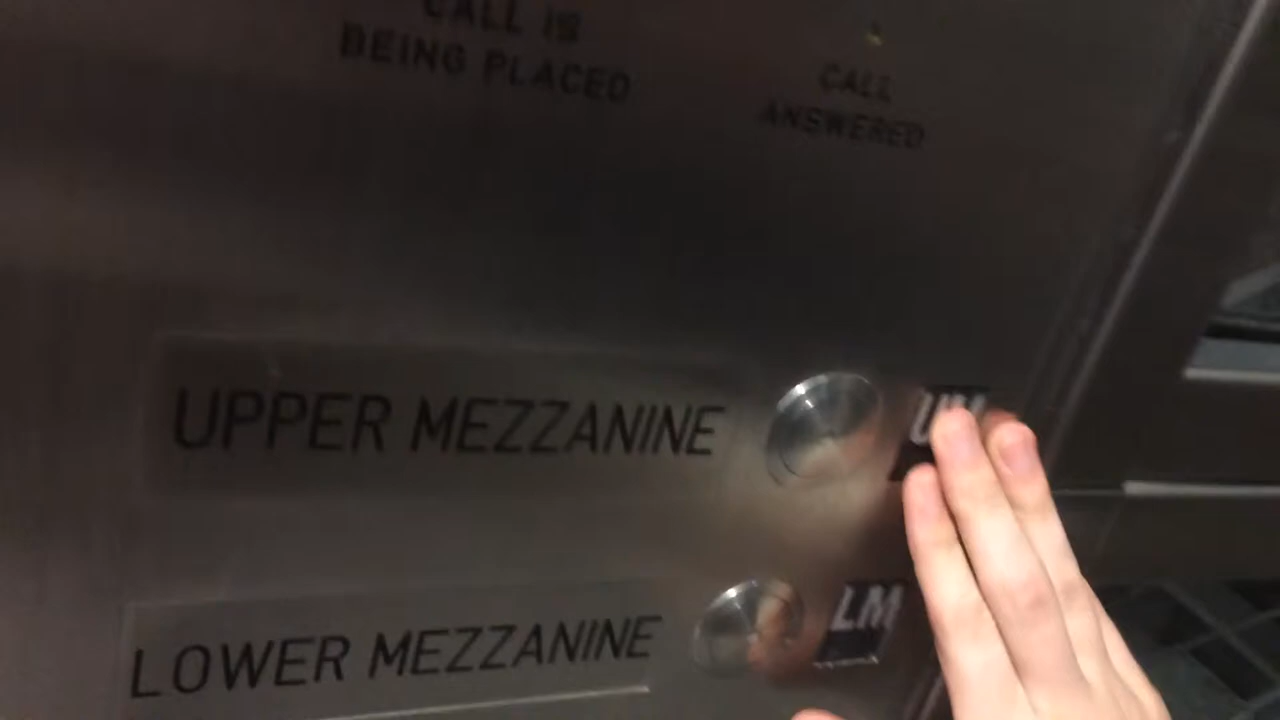 CALL IS
BEING PLACED
CALL
ANSWERED
UPPER MEZZANINE
LOWER MEZZANINE LM